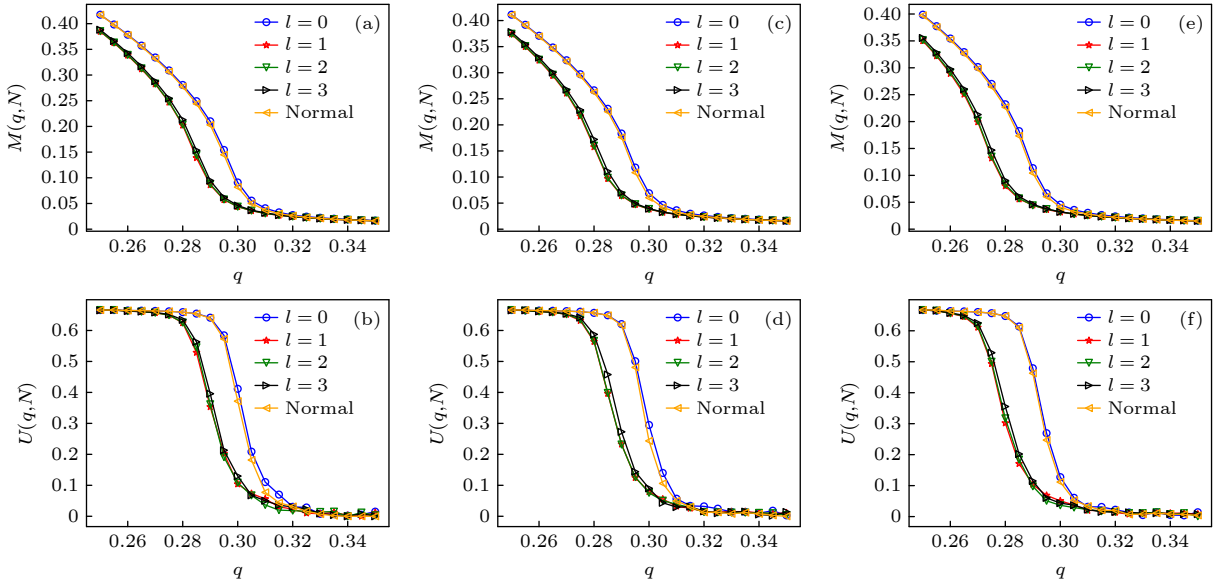 (a)
M(q,N)
0.40
0.35
0.30
0.25
0.20
0.15
0.10
0.05
0
l = 0
l = 1
l = 2
l = 3
Normal
0.26 0.28 0.30 0.32 0.34
q
(c)
M(q,N)
0.40
0.35
0.30
0.25
0.20
0.15
0.10
0.05
0
l = 0
l = 1
l = 2
l = 3
Normal
0.26 0.28 0.30 0.32 0.34
q
(e)
M(q,N)
0.40
0.35
0.30
0.25
0.20
0.15
0.10
0.05
0
l = 0
l = 1
l = 2
l = 3
Normal
0.26 0.28 0.30 0.32 0.34
q
(b)
U(q,N)
0.6
0.5
0.4
0.3
0.2
0.1
0
l = 0
l = 1
l = 2
l = 3
Normal
0.26 0.28 0.30 0.32 0.34
q
(d)
U(q,N)
0.6
0.5
0.4
0.3
0.2
0.1
0
l = 0
l = 1
l = 2
l = 3
Normal
0.26 0.28 0.30 0.32 0.34
q
(f)
U(q,N)
0.6
0.5
0.4
0.3
0.2
0.1
0
l = 0
l = 1
l = 2
l = 3
Normal
0.26 0.28 0.30 0.32 0.34
q